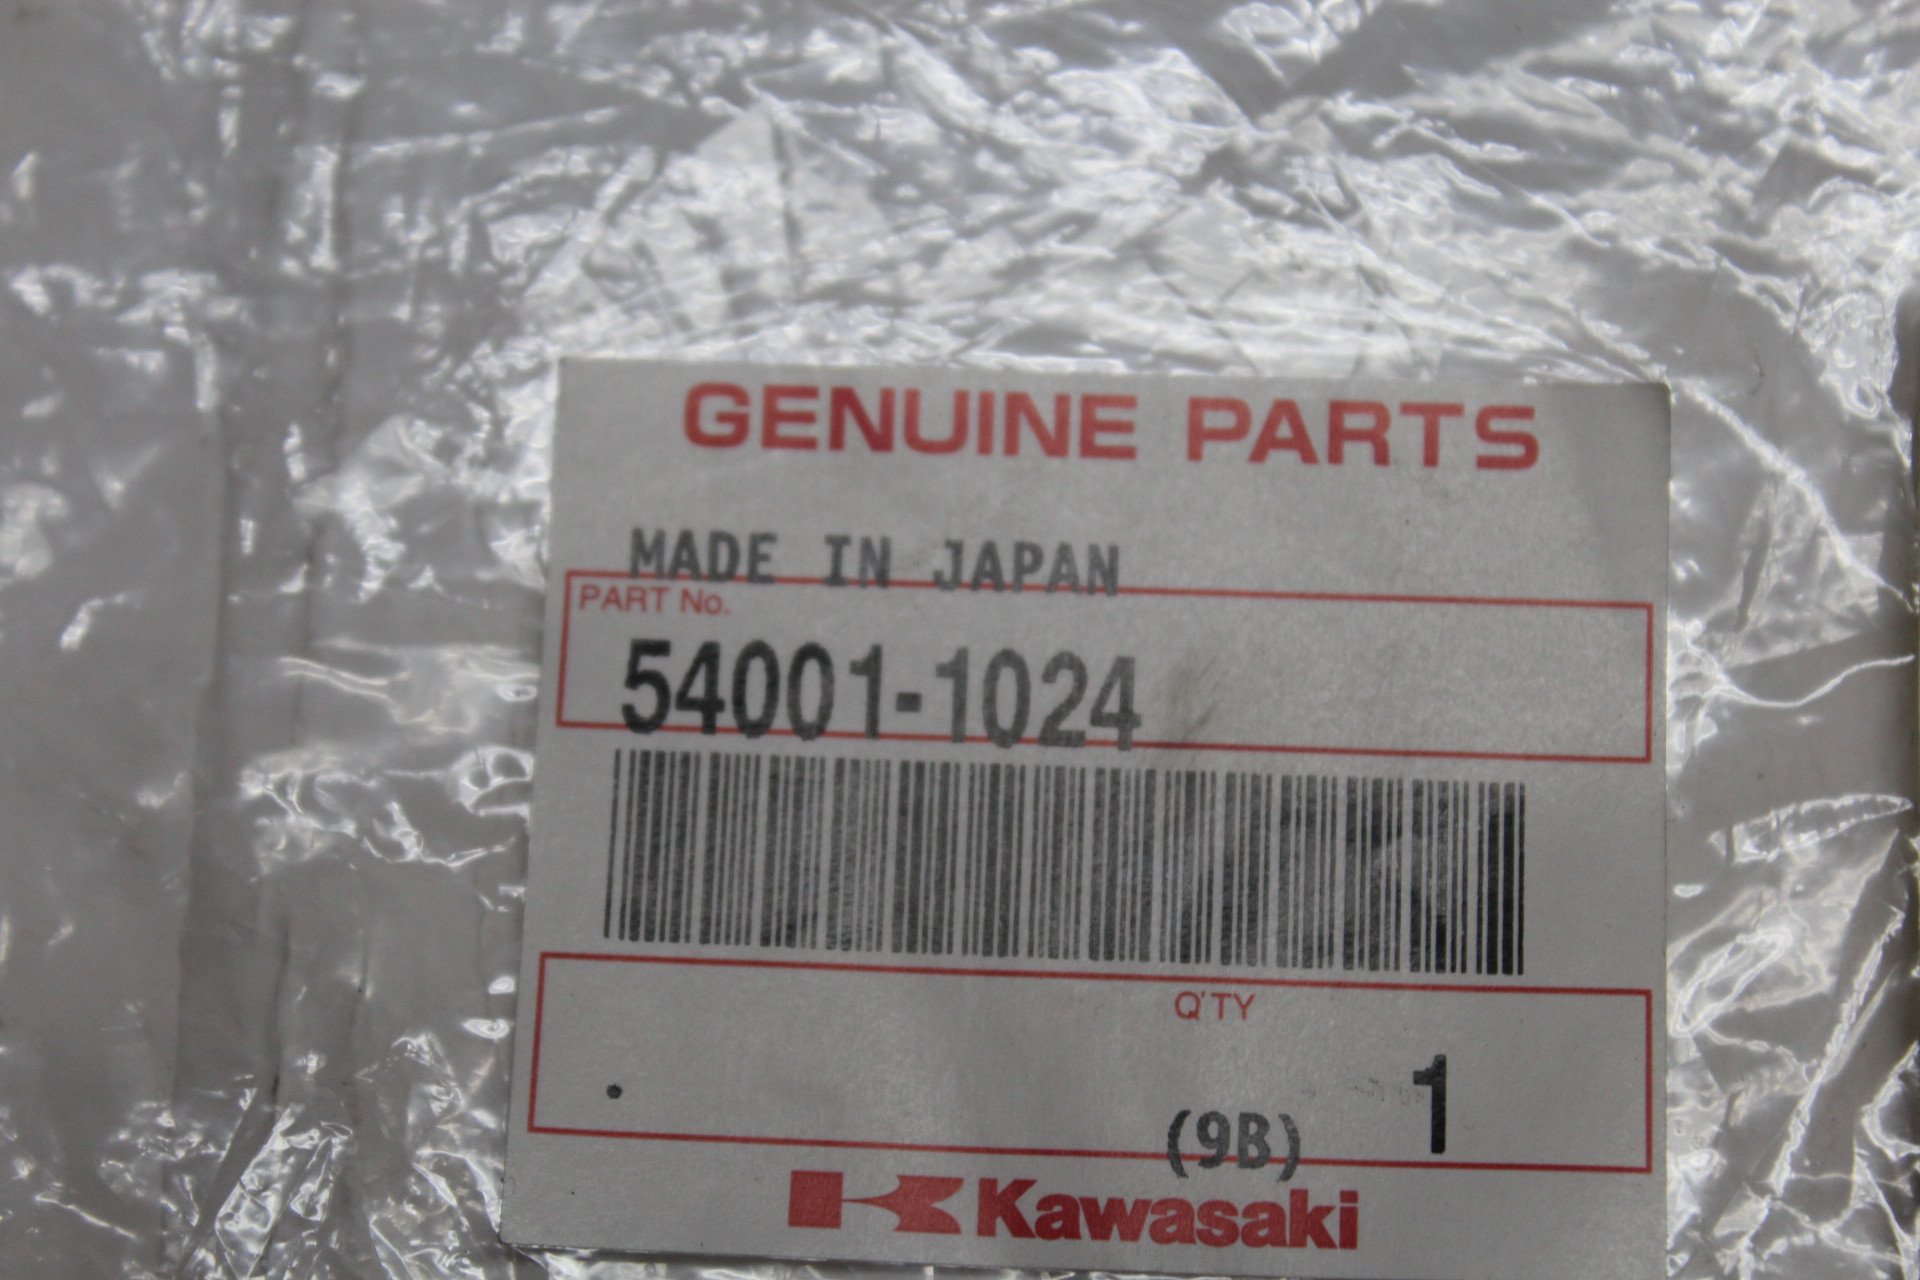 GENUINE PARTS
MADE IN JAPAN
PART No.
54001-1024
Q'TY
1
(9B)
Kawasaki